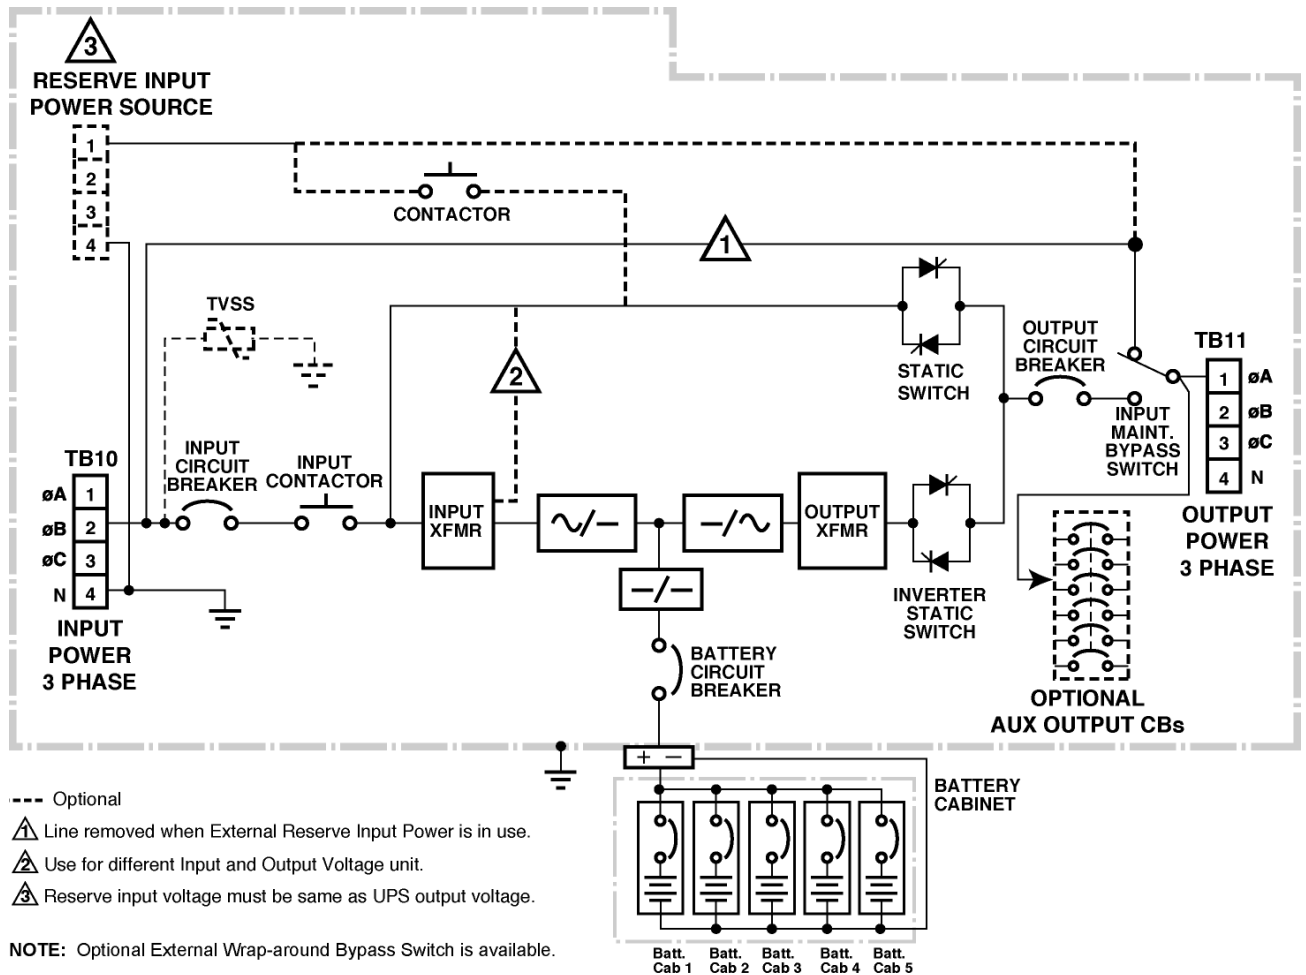 3
RESERVE INPUT
POWER SOURCE
1
2
3
4
CONTACTOR
1
TVSS
2
STATIC
SWITCH
OUTPUT
CIRCUIT
BREAKER
TB11
1 øA
2 øB
3 øC
4 N
INPUT
MAINT.
BYPASS
SWITCH
OUTPUT
POWER
3 PHASE
TB10
øA 1
øB 2
øC 3
N 4
INPUT
POWER
3 PHASE
INPUT
CIRCUIT
BREAKER
INPUT
CONTACTOR
INPUT
XFMR
OUTPUT
XFMR
INVERTER
STATIC
SWITCH
BATTERY
CIRCUIT
BREAKER
OPTIONAL
AUX OUTPUT CBs
+ −
BATTERY
CABINET
Batt.
Cab 1
Batt.
Cab 2
Batt.
Cab 3
Batt.
Cab 4
Batt.
Cab 5
Optional
1 Line removed when External Reserve Input Power is in use.
2 Use for different Input and Output Voltage unit.
3 Reserve input voltage must be same as UPS output voltage.
NOTE: Optional External Wrap-around Bypass Switch is available.